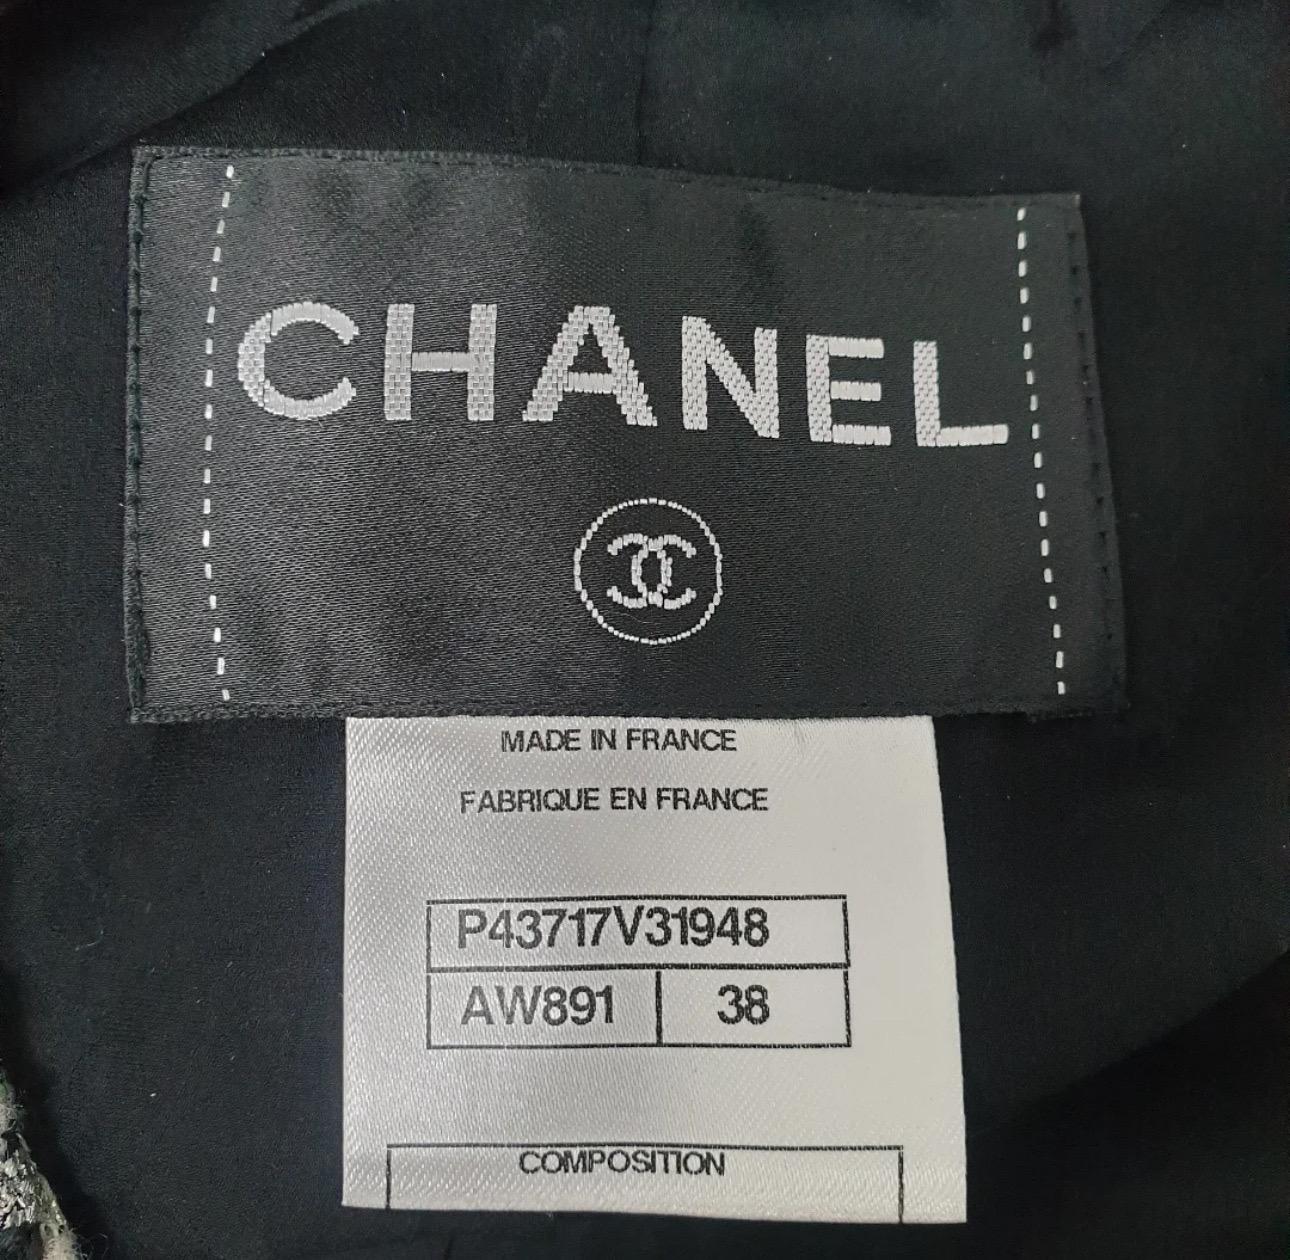 CHANEL
MADE IN FRANCE
FABRIQUE EN FRANCE
P43717V31948
AW891 38
COMPOSITION